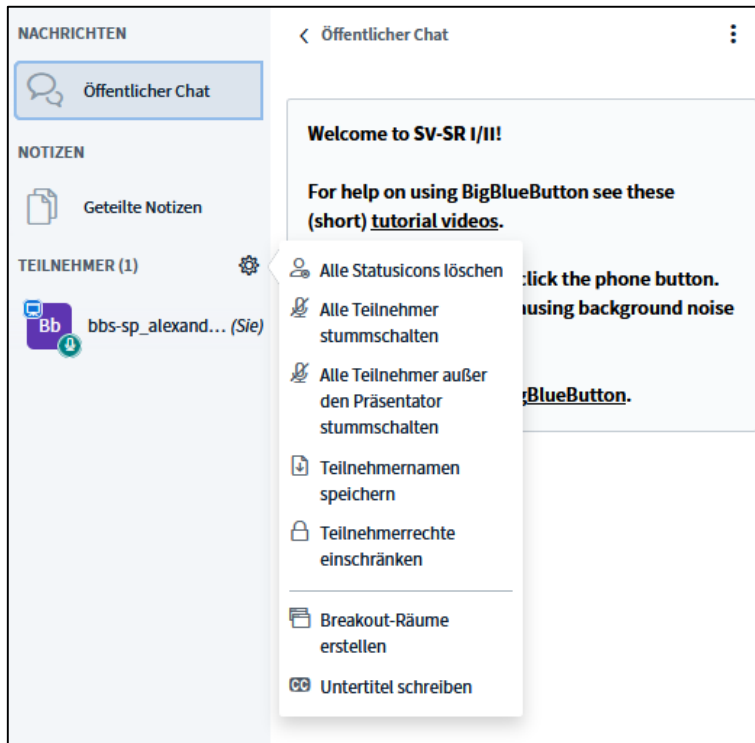 NACHRICHTEN
Öffentlicher Chat
NOTIZEN
Geteilte Notizen
TEILNEHMER (1)
Bb
bbs-sp_alexand... (Sie)
Öffentlicher Chat
Welcome to SV-SR I/II!
For help on using BigBlueButton see these
(short) tutorial videos.
click the phone button.
using background noise
gBlueButton.
Alle Statusicons löschen
Alle Teilnehmer
stummschalten
Alle Teilnehmer außer
den Präsentator
stummschalten
Teilnehmernamen
speichern
Teilnehmerrechte
einschränken
Breakout-Räume
erstellen
CC Untertitel schreiben